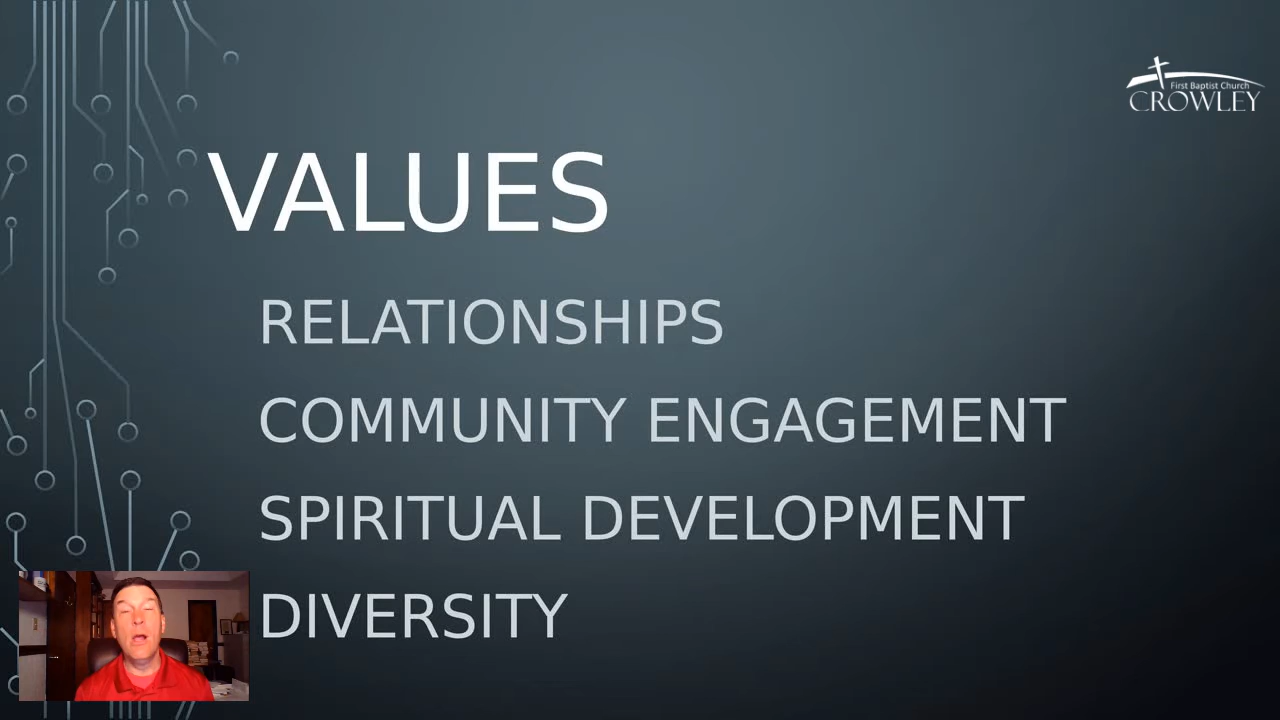 First Baptist Church
CROWLEY
VALUES
RELATIONSHIPS
COMMUNITY ENGAGEMENT
SPIRITUAL DEVELOPMENT
DIVERSITY